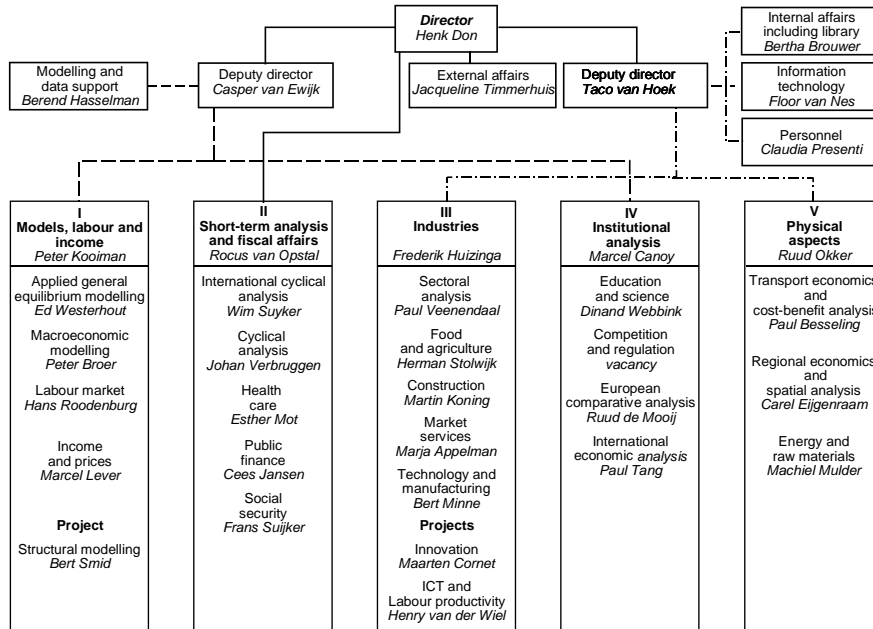 Director
Henk Don
Modelling and
data support
Berend Hasselman
Deputy director
Casper van Ewijk
External affairs
Jacqueline Timmerhuis
Deputy director
Taco van Hoek
Internal affairs
including library
Bertha Brouwer
Information
technology
Floor van Nes
Personnel
Claudia Presenti
I
Models, labour and
income
Peter Kooiman
Applied general
equilibrium modelling
Ed Westerhout
Macroeconomic
modelling
Peter Broer
Labour market
Hans Roodenburg
Income
and prices
Marcel Lever
Project
Structural modelling
Bert Smid
II
Short-term analysis
and fiscal affairs
Rocus van Opstal
International cyclical
analysis
Wim Suyker
Cyclical
analysis
Johan Verbruggen
Health
care
Esther Mot
Public
finance
Cees Jansen
Social
security
Frans Suijker
III
Industries
Frederik Huizinga
Sectoral
analysis
Paul Veenendaal
Food
and agriculture
Herman Stolwijk
Construction
Martin Koning
Market
services
Marja Appelman
Technology and
manufacturing
Bert Minne
Projects
Innovation
Maarten Cornet
ICT and
Labour productivity
Henry van der Wiel
IV
Institutional
analysis
Marcel Canoy
Education
and science
Dinand Webbink
Competition
and regulation
vacancy
European
comparative analysis
Ruud de Mooij
International
economic analysis
Paul Tang
V
Physical
aspects
Ruud Okker
Transport economics
and
cost-benefit analysis
Paul Besseling
Regional economics
and
spatial analysis
Carel Eijgenraam
Energy and
raw materials
Machiel Mulder